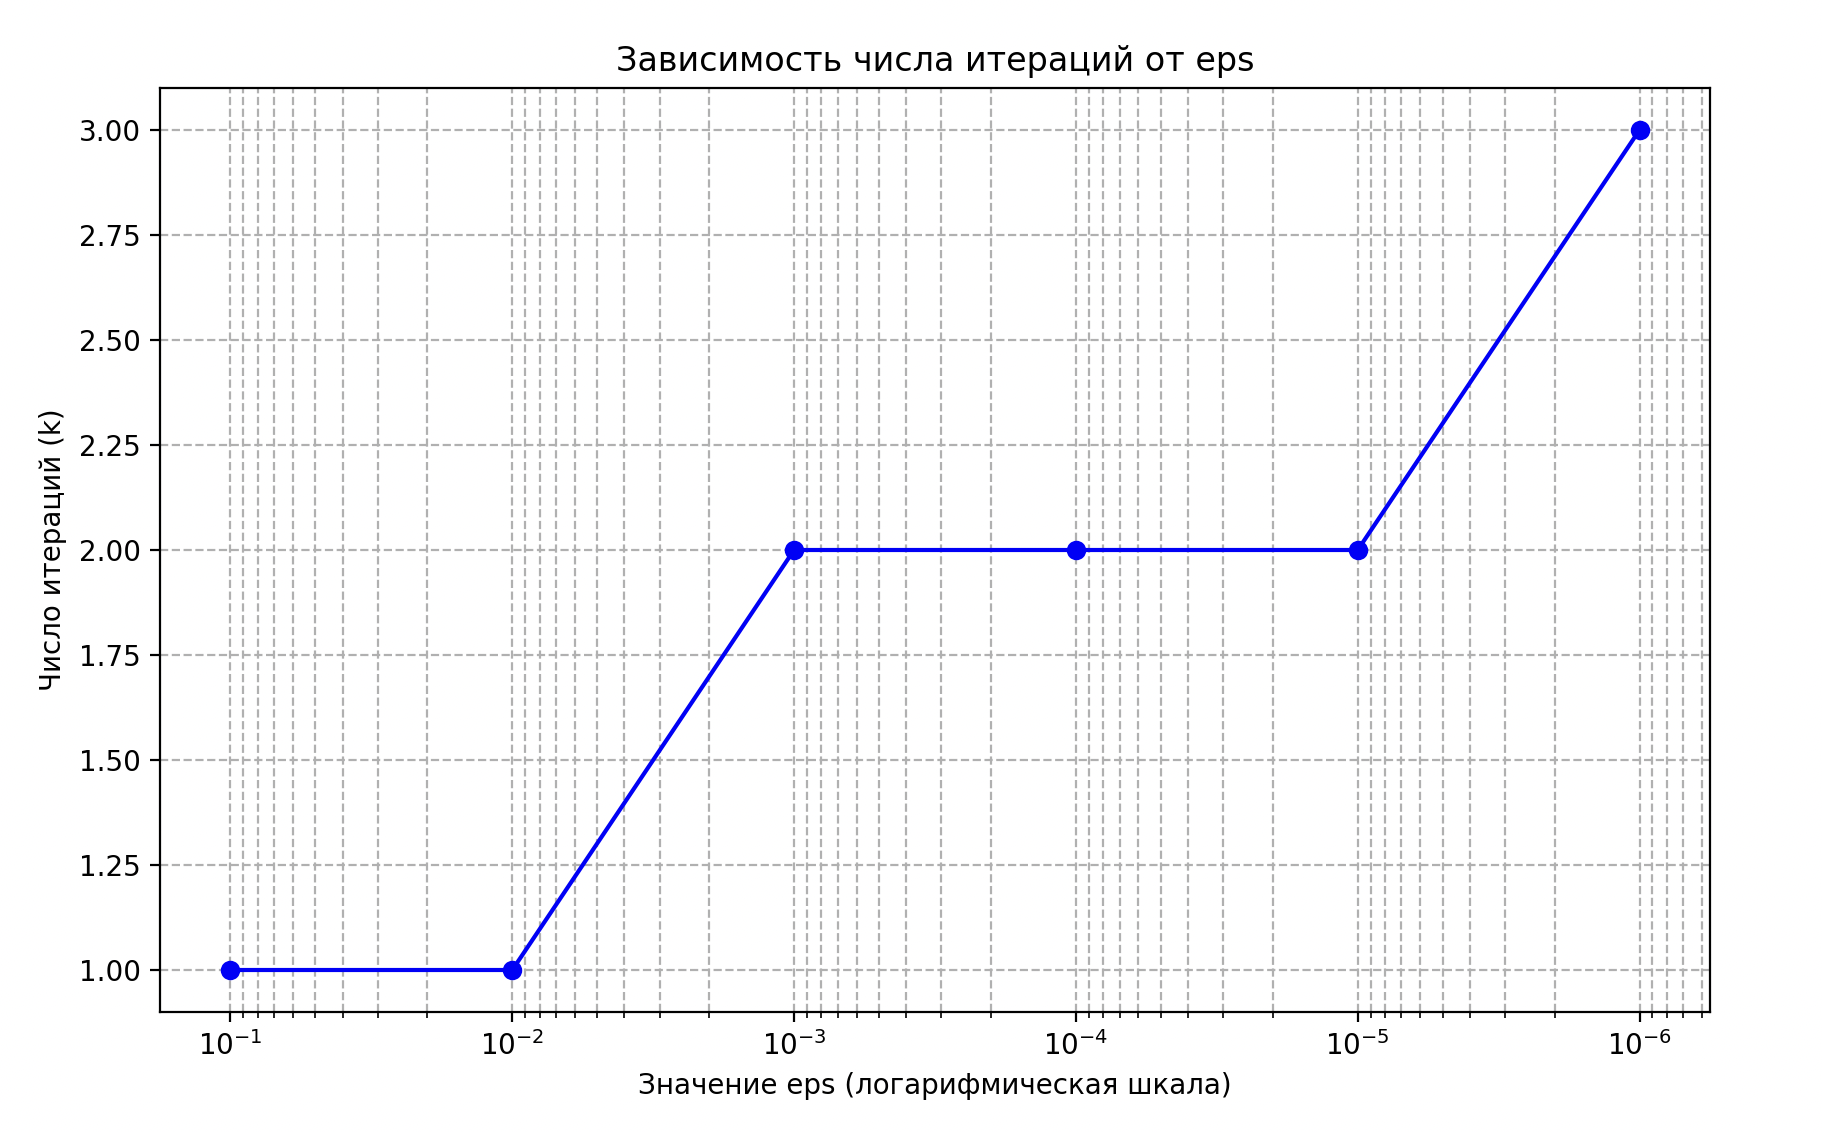 Зависимость числа итераций от eps
Число итераций (k)
3.00
2.75
2.50
2.25
2.00
1.75
1.50
1.25
1.00
10⁻¹ 10⁻² 10⁻³ 10⁻⁴ 10⁻⁵ 10⁻⁶
Значение eps (логарифмическая шкала)